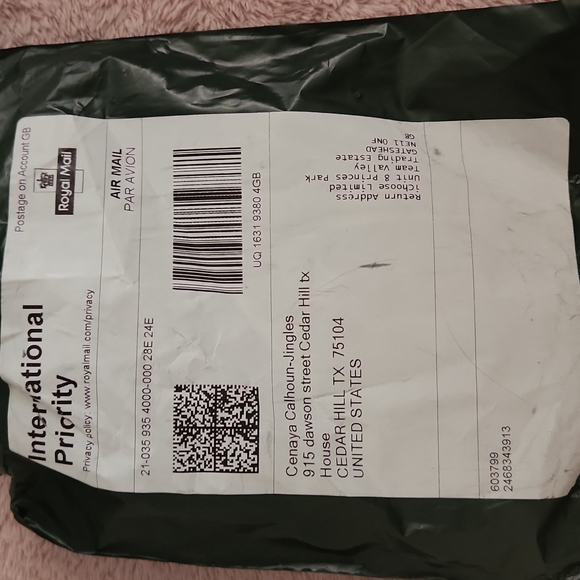 International
Priority
Privacy policy: www.royalmail.com/privacy
Postage on Account GB
Royal Mail
AIR MAIL
PAR AVION
21-035 935 4000-000 28E 24E
UQ 1631 9380 4GB
Cenaya Calhoun-Jingles
915 dawson street Cedar Hill tx
House
CEDAR HILL TX 75104
UNITED STATES
Return Address
iChoose Limited
Unit 8 Princes Park
Team Valley
Trading Estate
GATESHEAD
NE11 0NF
GB
603799
2468343913